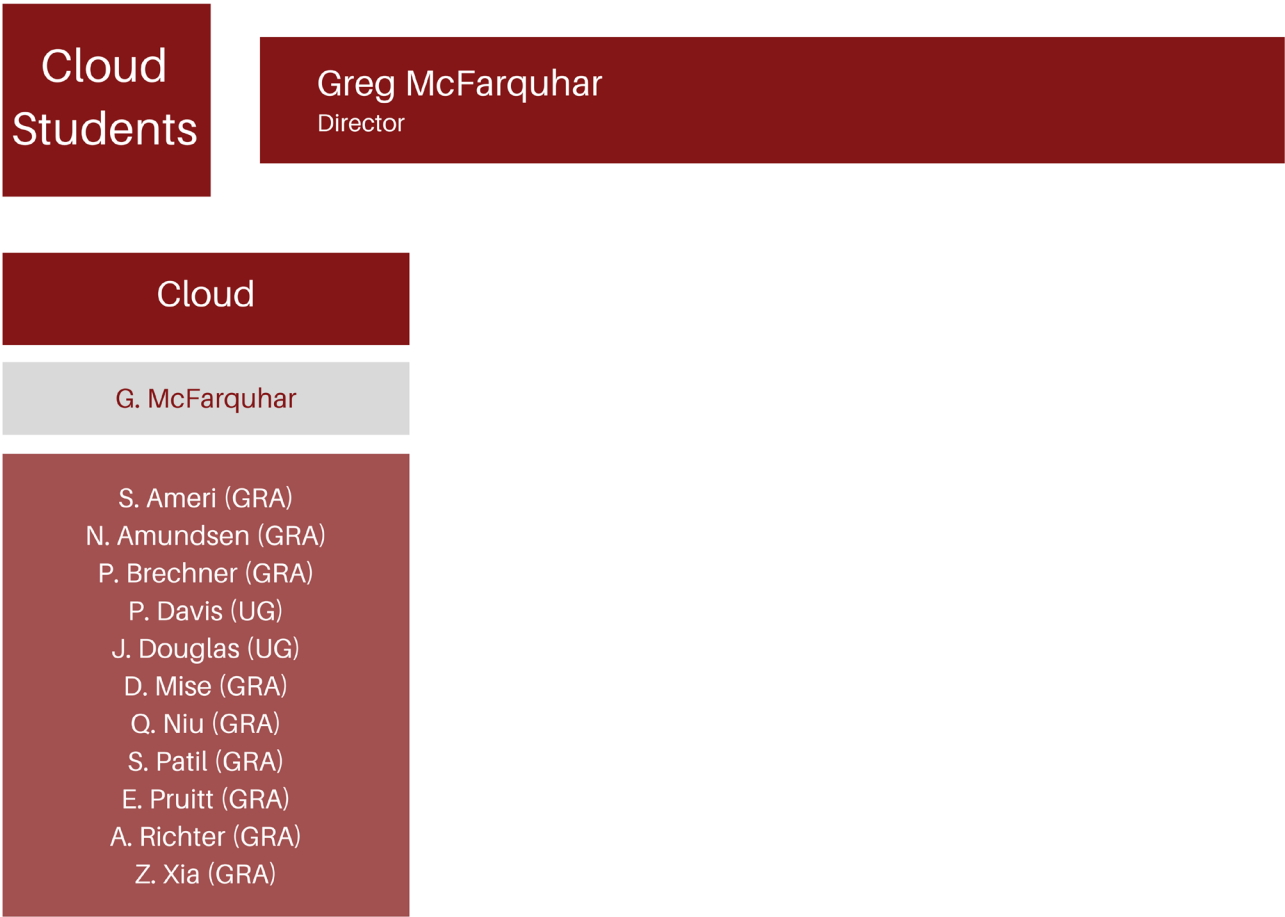 Cloud
Students
Greg McFarquhar
Director
Cloud
G. McFarquhar
S. Ameri (GRA)
N. Amundsen (GRA)
P. Brechner (GRA)
P. Davis (UG)
J. Douglas (UG)
D. Mise (GRA)
Q. Niu (GRA)
S. Patil (GRA)
E. Pruitt (GRA)
A. Richter (GRA)
Z. Xia (GRA)